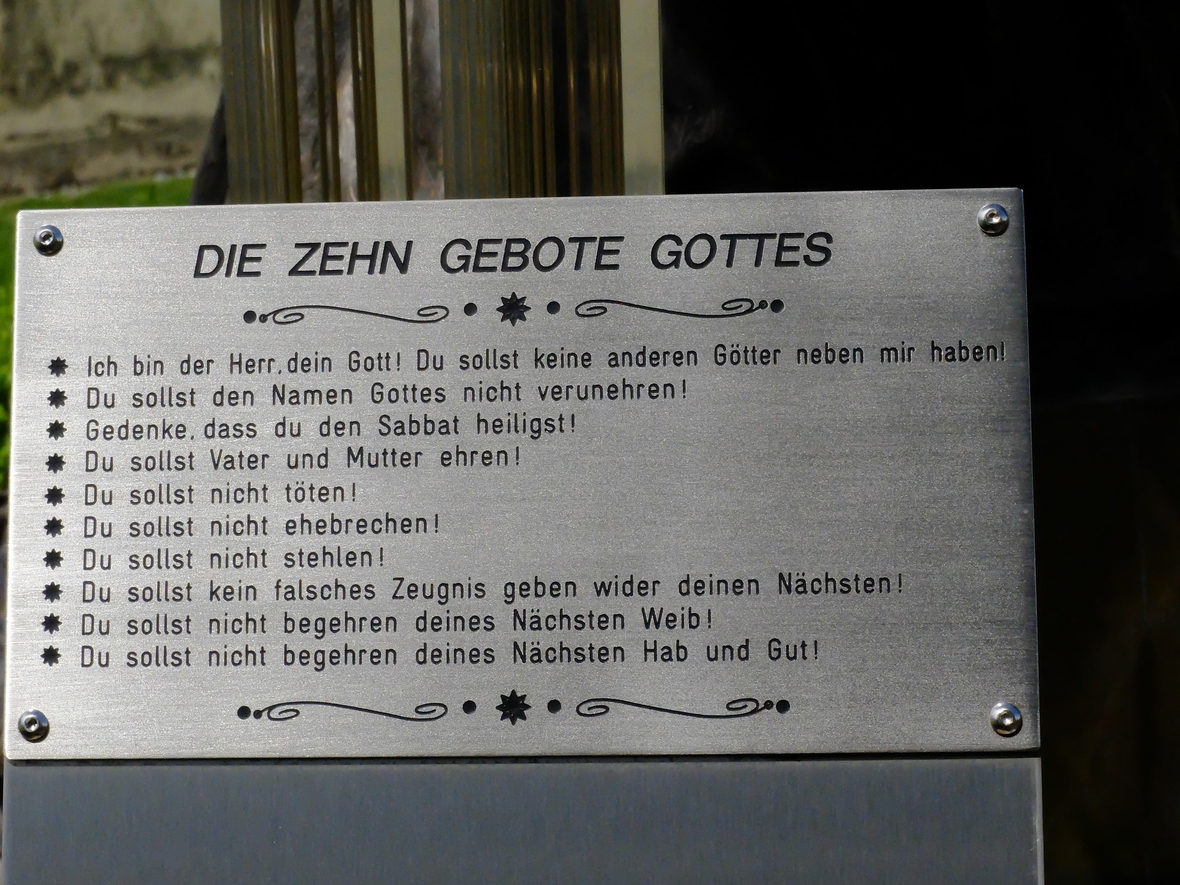 DIE ZEHN GEBOTE GOTTES
Ich bin der Herr, dein Gott! Du sollst keine anderen Götter neben mir haben!
Du sollst den Namen Gottes nicht verunehren!
Gedenke, dass du den Sabbat heiligst!
Du sollst Vater und Mutter ehren!
Du sollst nicht töten!
Du sollst nicht ehebrechen!
Du sollst nicht stehlen!
Du sollst kein falsches Zeugnis geben wider deinen Nächsten!
Du sollst nicht begehren deines Nächsten Weib!
Du sollst nicht begehren deines Nächsten Hab und Gut!